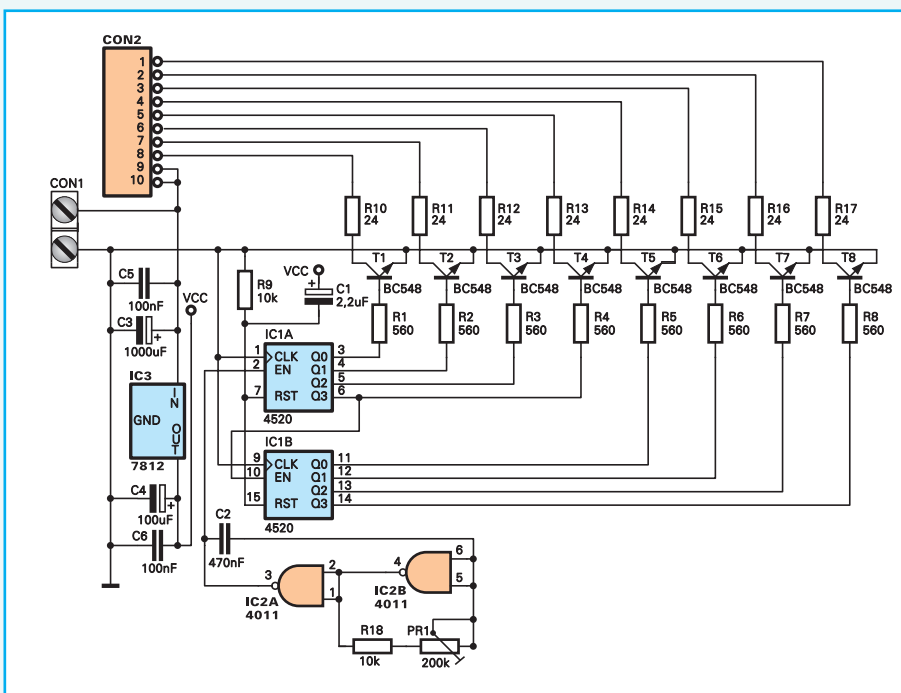 CON2
1
2
3
4
5
6
7
8
9
10
CON1
R10
24
R11
24
R12
24
R13
24
R14
24
R15
24
R16
24
R17
24
T1
T2
T3
T4
T5
T6
T7
T8
BC548
BC548
BC548
BC548
BC548
BC548
BC548
BC548
C5
100nF
VCC
C3
+
1000uF
R9
10k
VCC
+
C1
2,2uF
R1
560
R2
560
R3
560
R4
560
R5
560
R6
560
R7
560
R8
560
IC1A
1
CLK
Q0
3
2
EN
Q1
4
Q2
5
7
RST
Q3
6
4520
IC3
IN
GND
OUT
7812
IC1B
9
CLK
Q0
11
10
EN
Q1
12
Q2
13
15
RST
Q3
14
4520
C4
+
100uF
C6
100nF
C2
470nF
3
2
1
IC2A
4011
4
6
5
IC2B
4011
R18
10k
PR1
200k